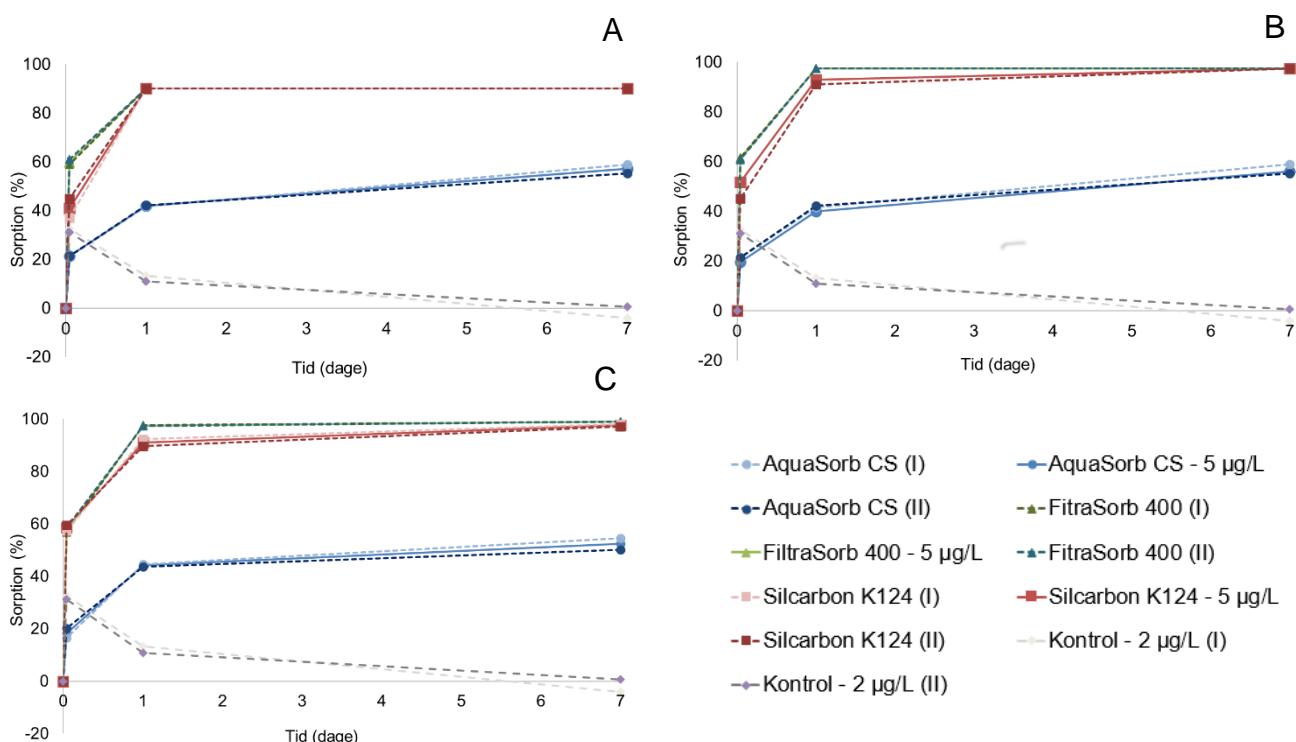 A
100
80
60
40
20
0
-20
Sorption (%)
0 1 2 3 4 5 6 7
Tid (dage)
B
100
80
60
40
20
0
-20
Sorption (%)
0 1 2 3 4 5 6 7
Tid (dage)
C
100
80
60
40
20
0
-20
Sorption (%)
0 1 2 3 4 5 6 7
Tid (dage)
AquaSorb CS (I)
AquaSorb CS - 5 µg/L
AquaSorb CS (II)
FitraSorb 400 (I)
FiltraSorb 400 - 5 µg/L
FitraSorb 400 (II)
Silcarbon K124 (I)
Silcarbon K124 - 5 µg/L
Silcarbon K124 (II)
Kontrol - 2 µg/L (I)
Kontrol - 2 µg/L (II)